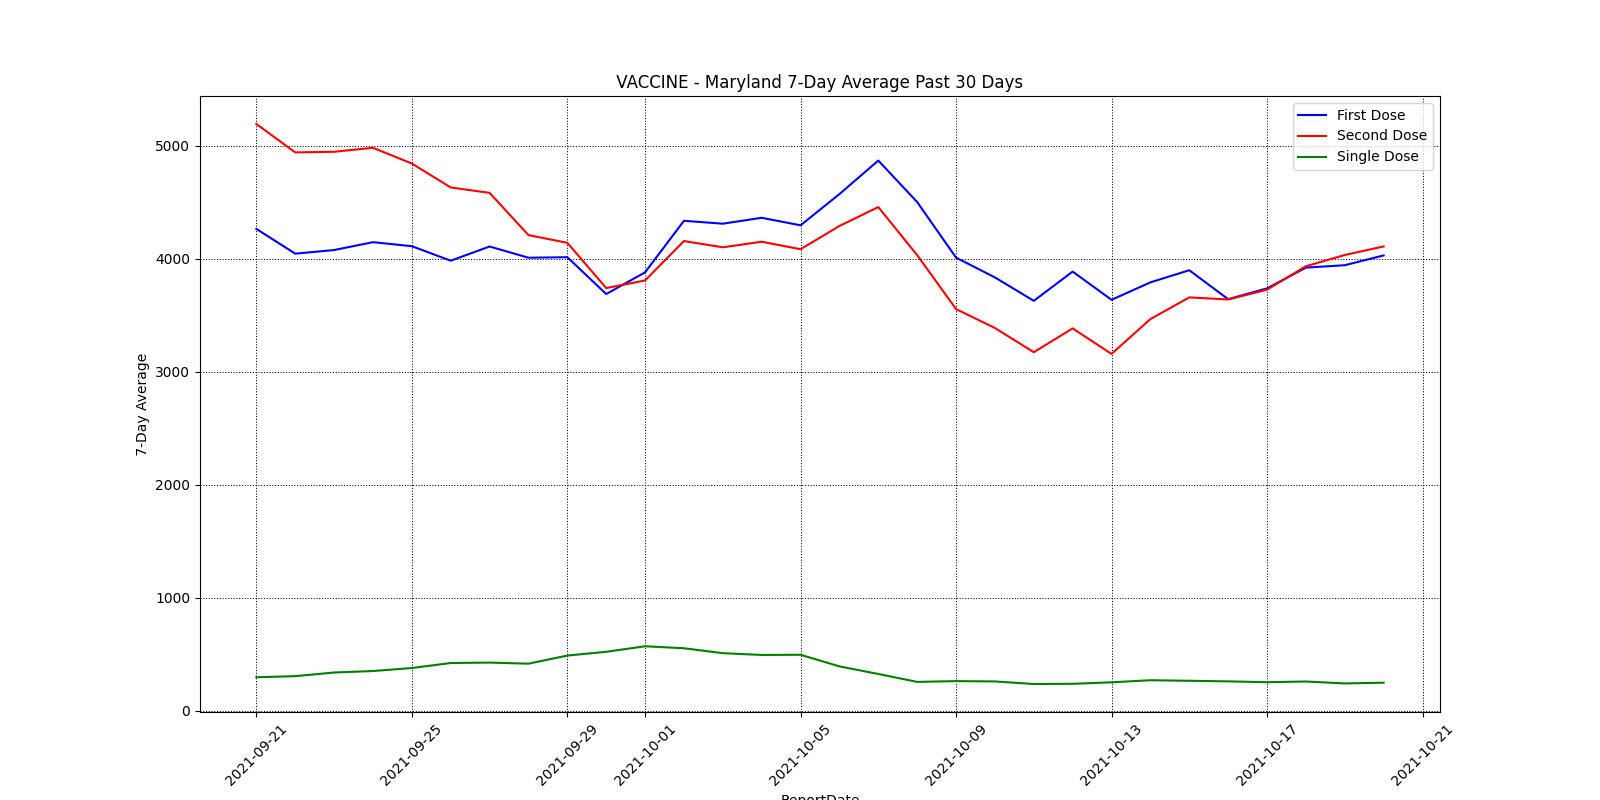 VACCINE - Maryland 7-Day Average Past 30 Days
First Dose
Second Dose
Single Dose
7-Day Average
5000
4000
3000
2000
1000
0
2021-09-21
2021-09-25
2021-09-29
2021-10-01
2021-10-05
2021-10-09
2021-10-13
2021-10-17
2021-10-21
ReportDate